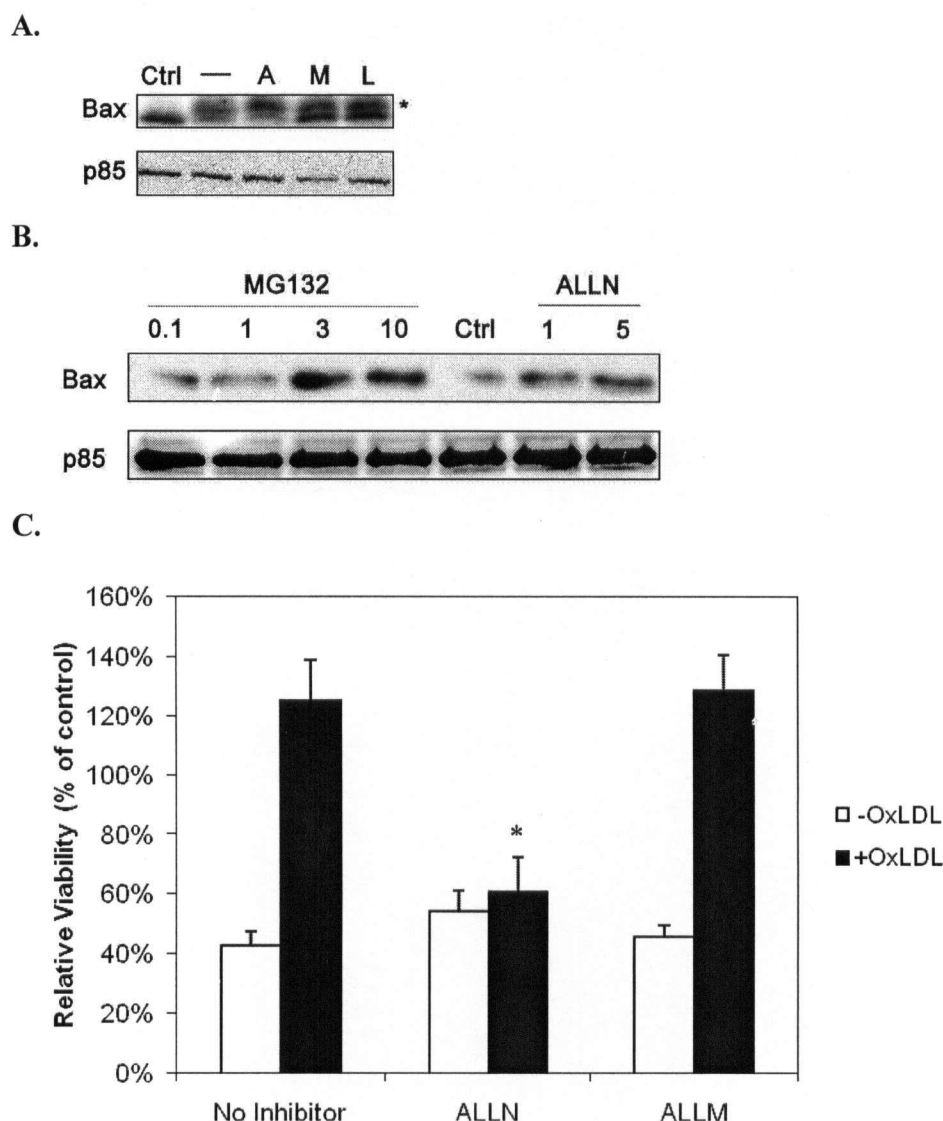 A.
Ctrl — A M L
Bax *
p85
B.
MG132 ALLN
0.1 1 3 10 Ctrl 1 5
Bax
p85
C.
160%
140%
120%
100%
80%
60%
40%
20%
0%
Relative Viability (% of control)
*
-OxLDL
+OxLDL
No Inhibitor ALLN ALLM